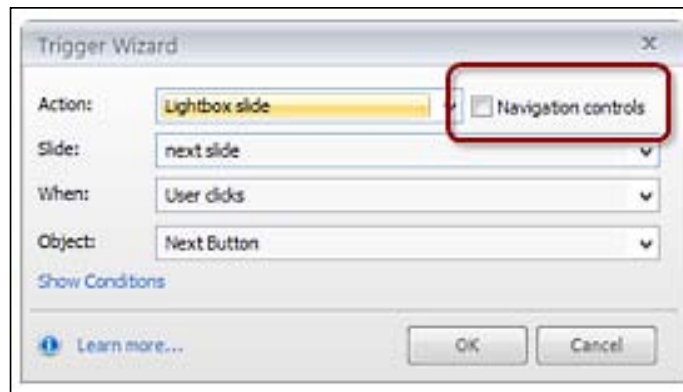 Trigger Wizard
Action: Lightbox slide Navigation controls
Slide: next slide
When: User clicks
Object: Next Button
Show Conditions
Learn more... OK Cancel